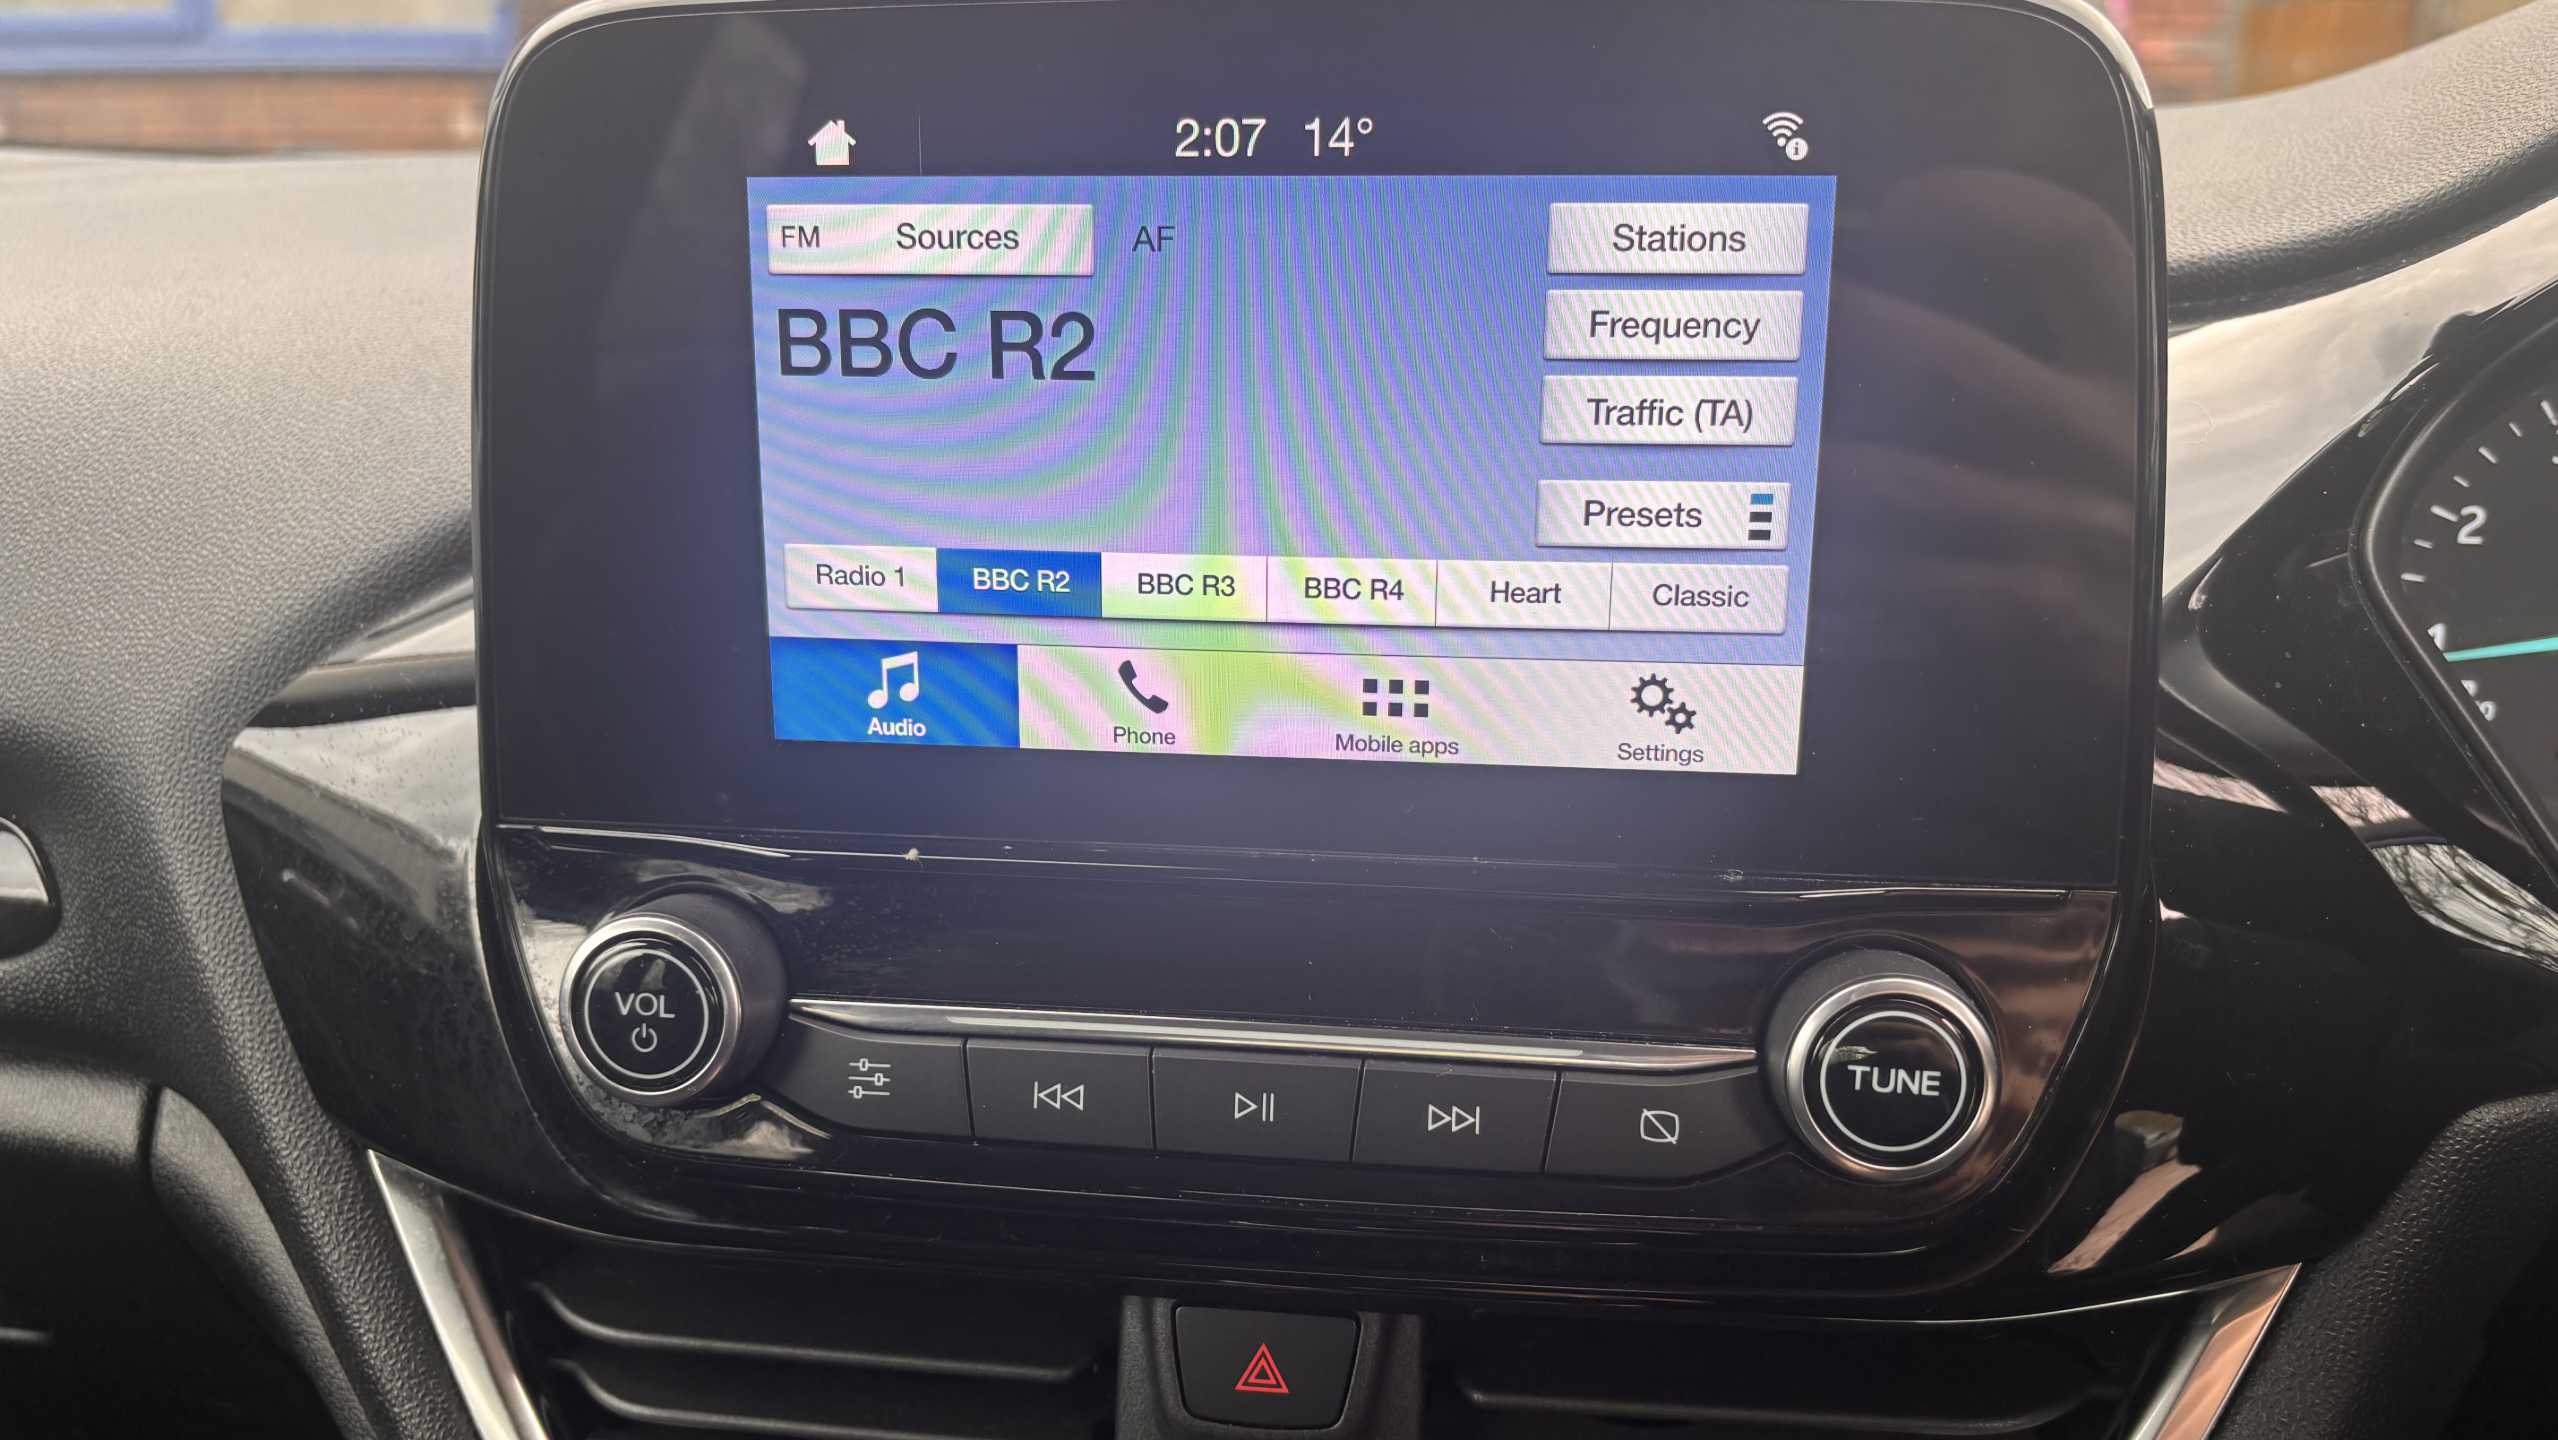 2:07 14°
FM Sources AF Stations
BBC R2
Frequency
Traffic (TA)
Presets
Radio 1 BBC R2 BBC R3 BBC R4 Heart Classic
Audio Phone Mobile apps Settings
VOL
TUNE
2
1